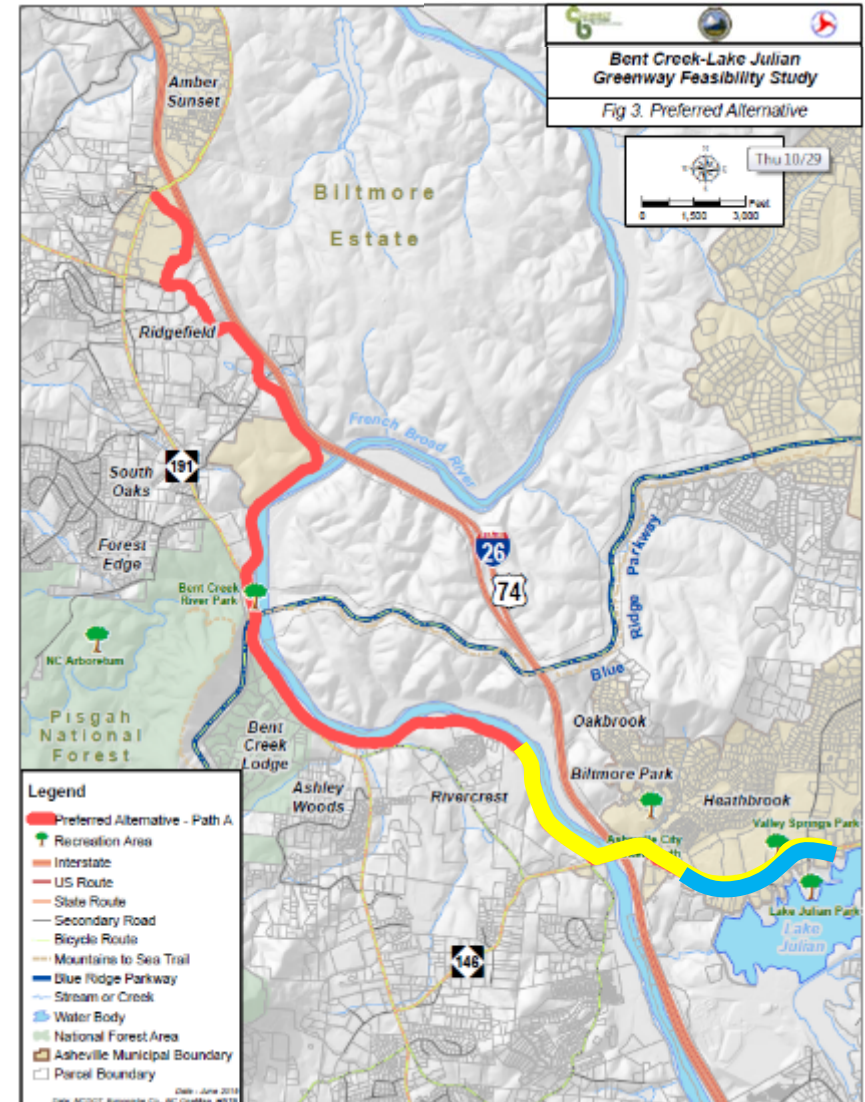 Bent Creek-Lake Julian
Greenway Feasibility Study
Fig 3. Preferred Alternative
Thu 10/29
N
Feet
0 1,500 3,000
Amber
Sunset
Biltmore
Estate
Ridgefield
French Broad River
191
South
Oaks
Forest
Edge
26
74
Blue Ridge Parkway
Bent Creek
River Park
NC Arboretum
Pisgah
National
Forest
Bent
Creek
Lodge
Oakbrook
Ashley
Woods
Rivercrest
Biltmore Park
Heathbrook
Valley Springs Park
Asheville City
Lake Julian Park
Lake
Julian
146
Legend
Preferred Alternative - Path A
Recreation Area
Interstate
US Route
State Route
Secondary Road
Bicycle Route
Mountains to Sea Trail
Blue Ridge Parkway
Stream or Creek
Water Body
National Forest Area
Asheville Municipal Boundary
Parcel Boundary